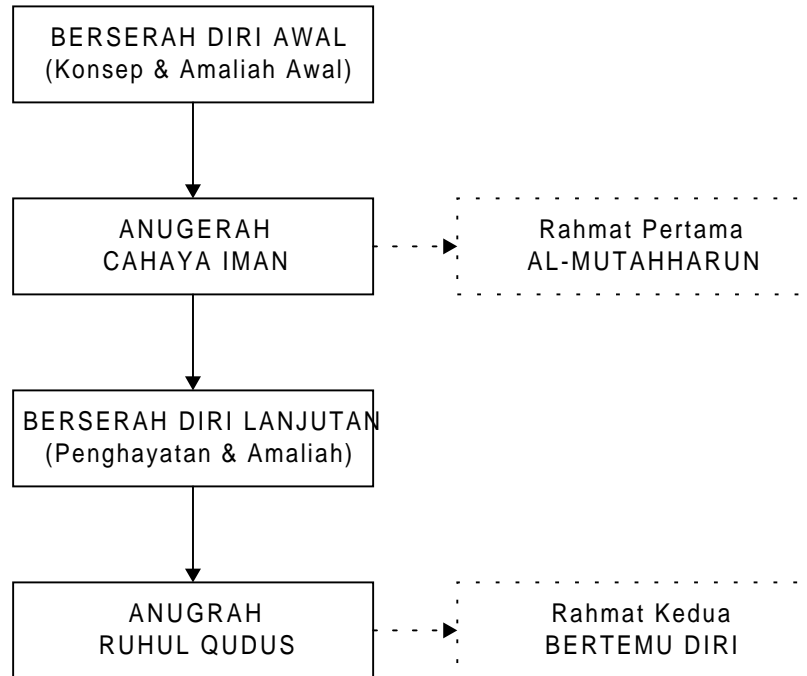 BERSERAH DIRI AWAL
(Konsep & Amaliah Awal)
ANUGERAH
CAHAYA IMAN
Rahmat Pertama
AL-MUTAHHARUN
BERSERAH DIRI LANJUTAN
(Penghayatan & Amaliah)
ANUGRAH
RUHUL QUDUS
Rahmat Kedua
BERTEMU DIRI